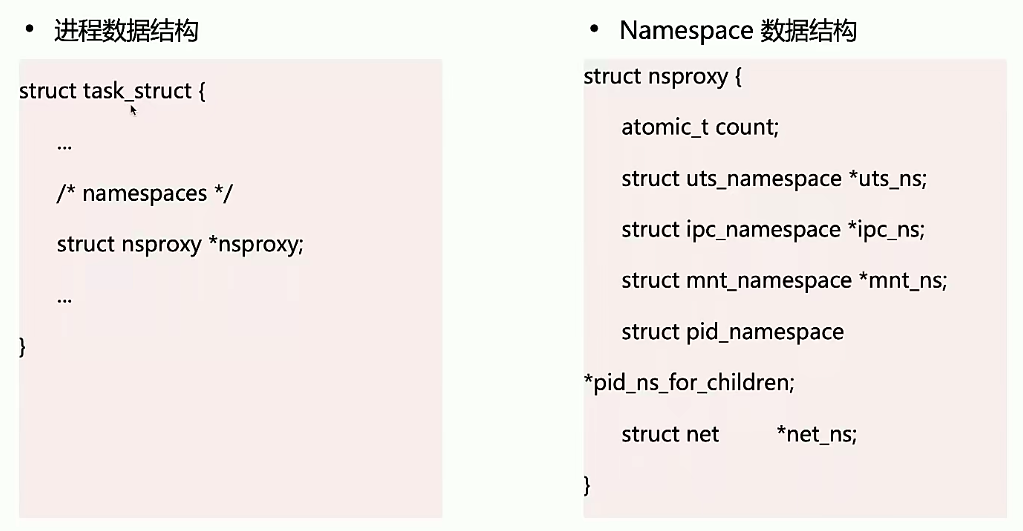 • 进程数据结构
struct task_struct {
...
/* namespaces */
struct nsproxy *nsproxy;
...
}
• Namespace 数据结构
struct nsproxy {
atomic_t count;
struct uts_namespace *uts_ns;
struct ipc_namespace *ipc_ns;
struct mnt_namespace *mnt_ns;
struct pid_namespace
*pid_ns_for_children;
struct net *net_ns;
}